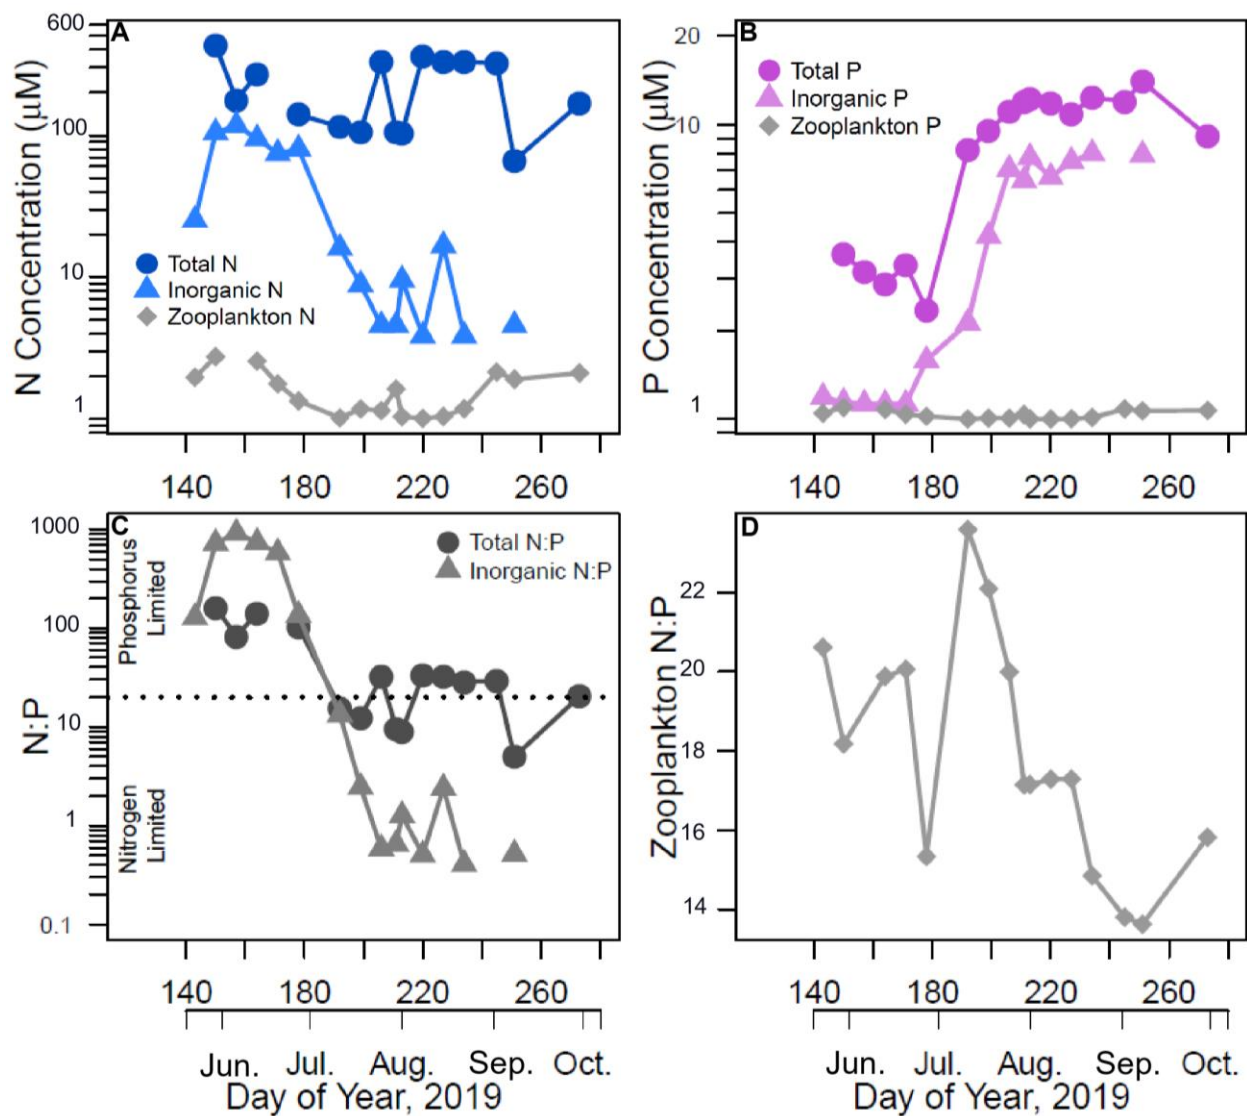 A
N Concentration (µM)
600
100
10
1
Total N
Inorganic N
Zooplankton N
140 180 220 260
B
P Concentration (µM)
20
10
1
Total P
Inorganic P
Zooplankton P
140 180 220 260
C
N:P
1000
100
10
1
0.1
Phosphorus
Limited
Nitrogen
Limited
Total N:P
Inorganic N:P
140 180 220 260
Jun. Jul. Aug. Sep. Oct.
Day of Year, 2019
D
Zooplankton N:P
22
20
18
16
14
140 180 220 260
Jun. Jul. Aug. Sep. Oct.
Day of Year, 2019